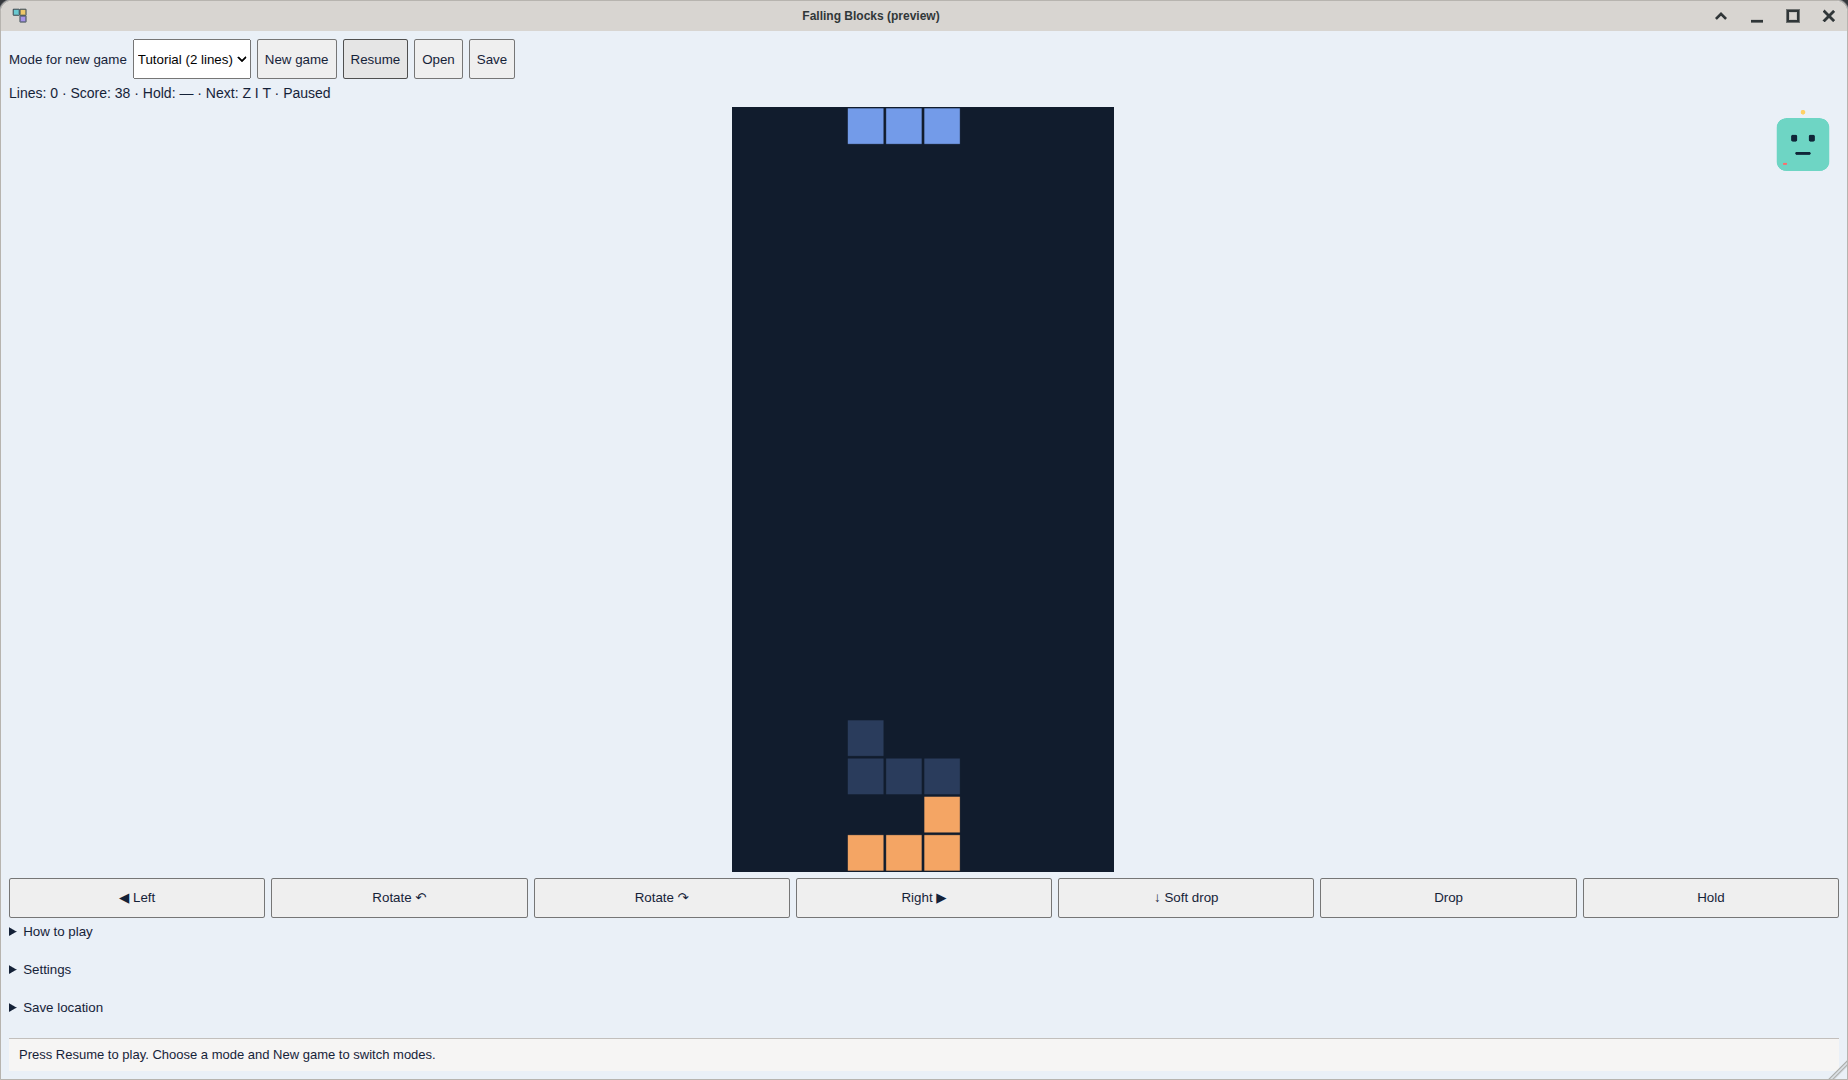 Falling Blocks (preview)
Mode for new game Tutorial (2 lines) New game Resume Open Save
Lines: 0 · Score: 38 · Hold: — · Next: Z I T · Paused
◀ Left Rotate ↶ Rotate ↷ Right ▶ ↓ Soft drop Drop Hold
▶ How to play
▶ Settings
▶ Save location
Press Resume to play. Choose a mode and New game to switch modes.